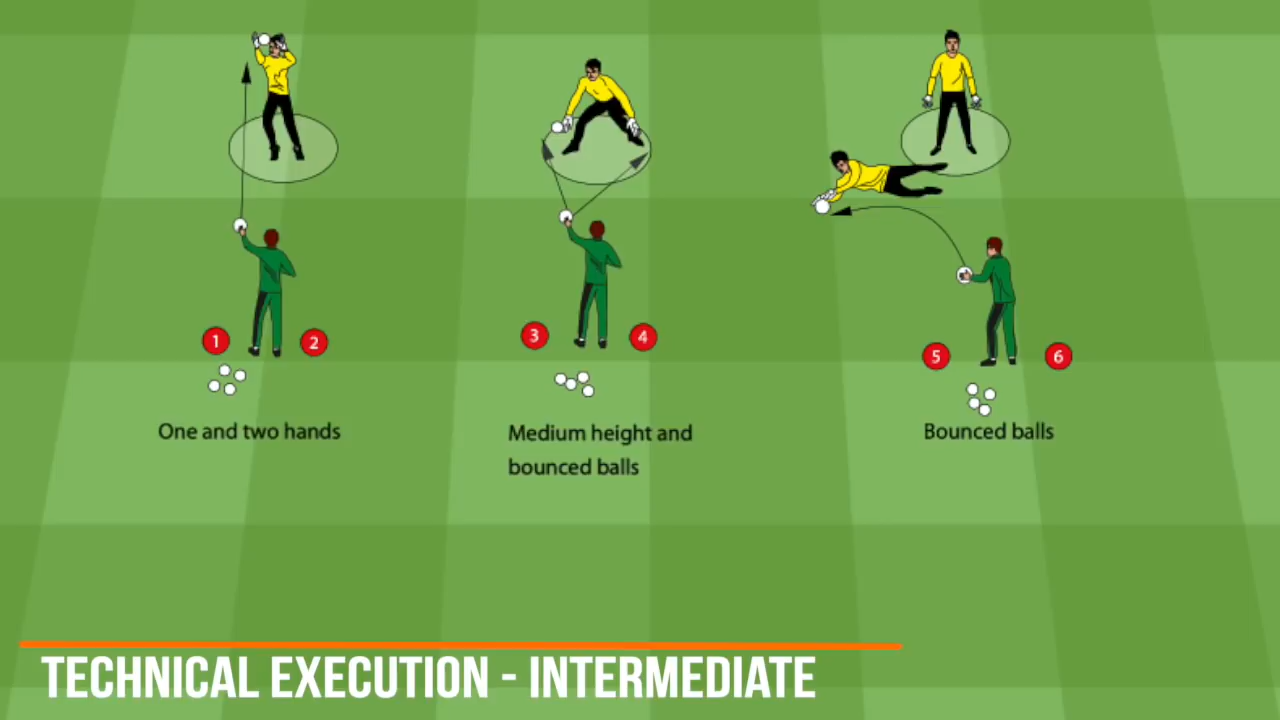 1
2
3
4
5
6
One and two hands
Medium height and
bounced balls
Bounced balls
TECHNICAL EXECUTION - INTERMEDIATE